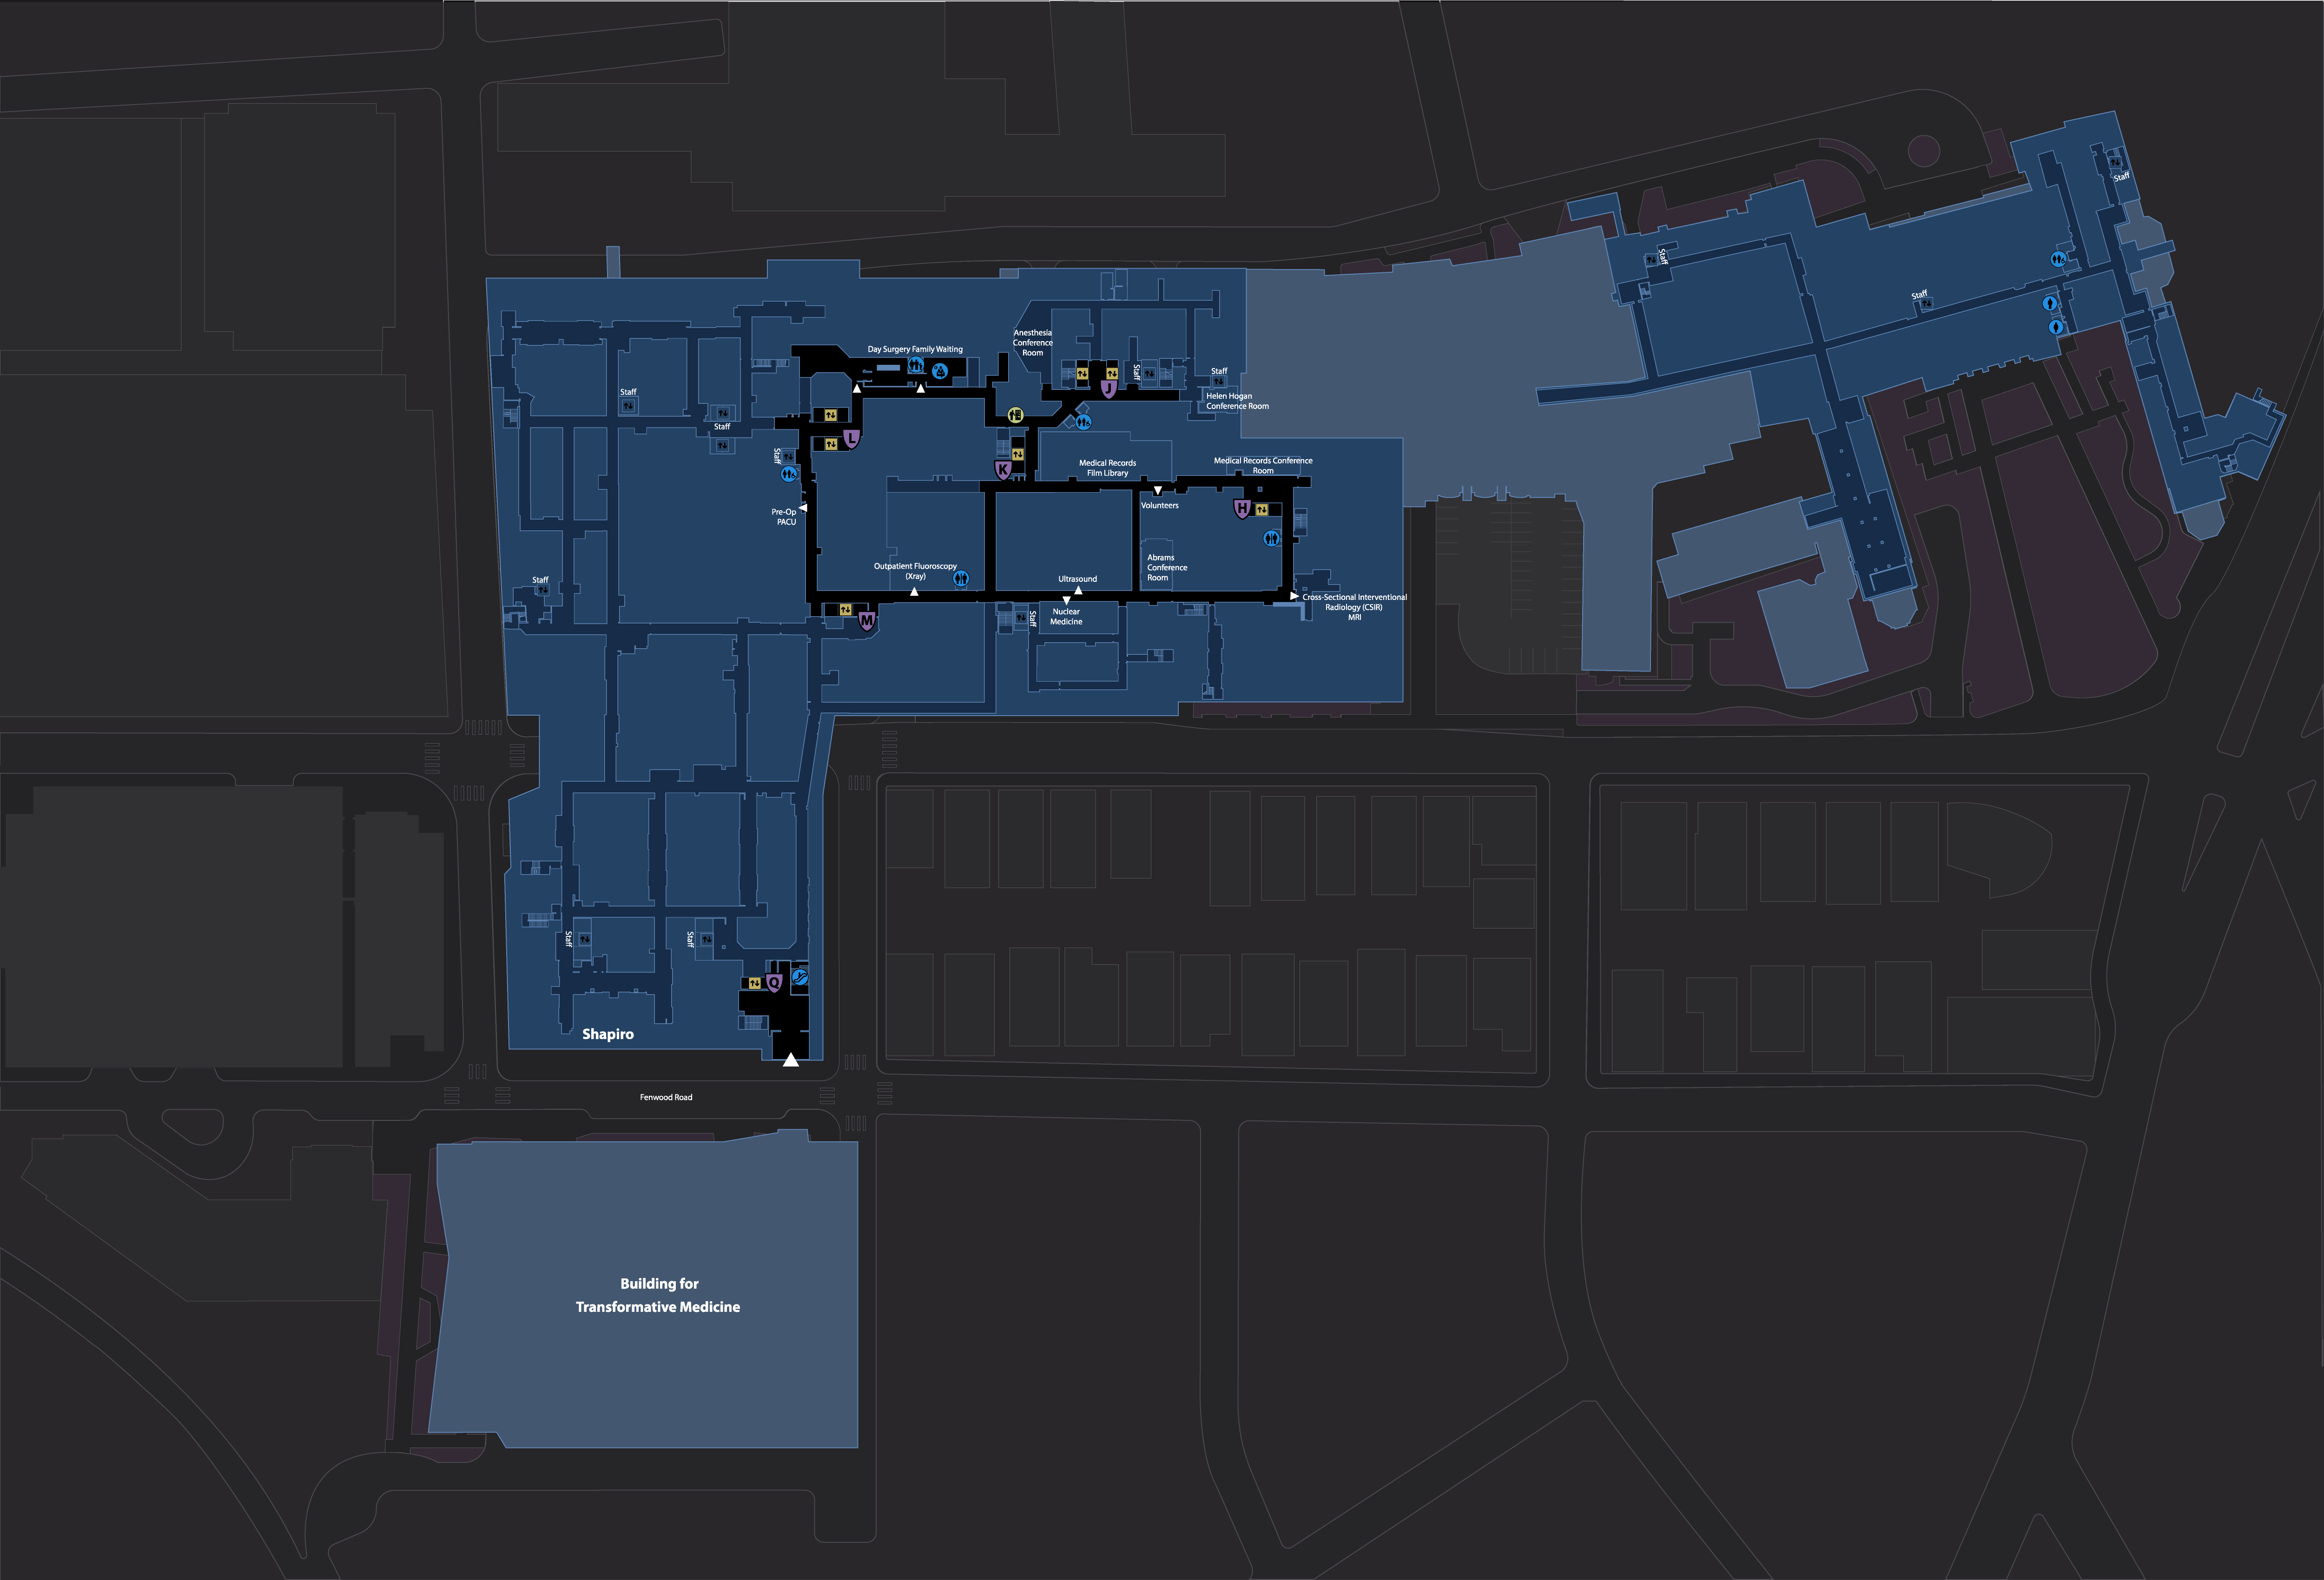 Staff
Staff
Staff
Anesthesia
Conference
Room
Day Surgery Family Waiting
Staff
Staff
J
Staff
Helen Hogan
Conference Room
Staff
L
Staff
K
Medical Records
Film Library
Medical Records Conference
Room
Volunteers
H
Pre-Op
PACU
Abrams
Conference
Room
Outpatient Fluoroscopy
(Xray)
Ultrasound
Staff
Cross-Sectional Interventional
Radiology (CSIR)
MRI
M
Staff
Nuclear
Medicine
Staff
Staff
Q
Shapiro
Fenwood Road
Building for
Transformative Medicine